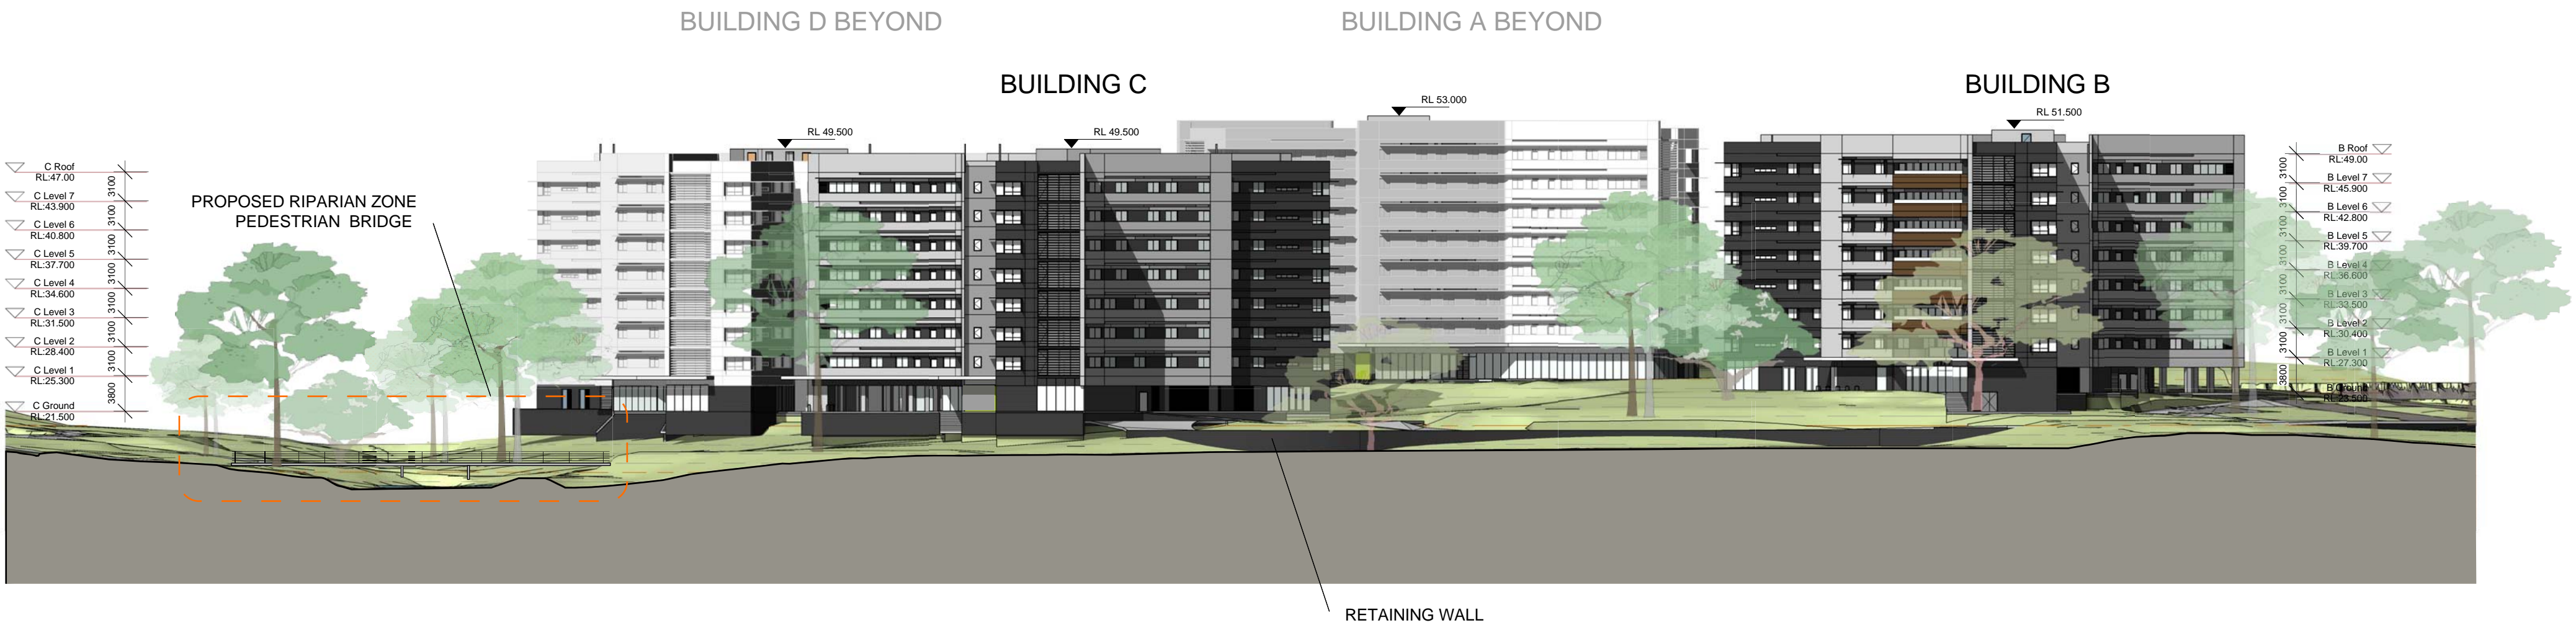 BUILDING D BEYOND
BUILDING A BEYOND
BUILDING C
BUILDING B
RL 53.000
RL 51.500
RL 49.500
RL 49.500
PROPOSED RIPARIAN ZONE
PEDESTRIAN BRIDGE
C Roof
RL:47.00
3100
C Level 7
RL:43.900
3100
C Level 6
RL:40.800
3100
C Level 5
RL:37.700
3100
C Level 4
RL:34.600
3100
C Level 3
RL:31.500
3100
C Level 2
RL:28.400
3100
C Level 1
RL:25.300
3800
C Ground
RL:21.500
B Roof
RL:49.00
3100
B Level 7
RL:45.900
3100
B Level 6
RL:42.800
3100
B Level 5
RL:39.700
3100
B Level 4
RL:36.600
3100
B Level 3
RL:33.500
3100
B Level 2
RL:30.400
3100
B Level 1
RL:27.300
3800
B Ground
RL:23.500
RETAINING WALL